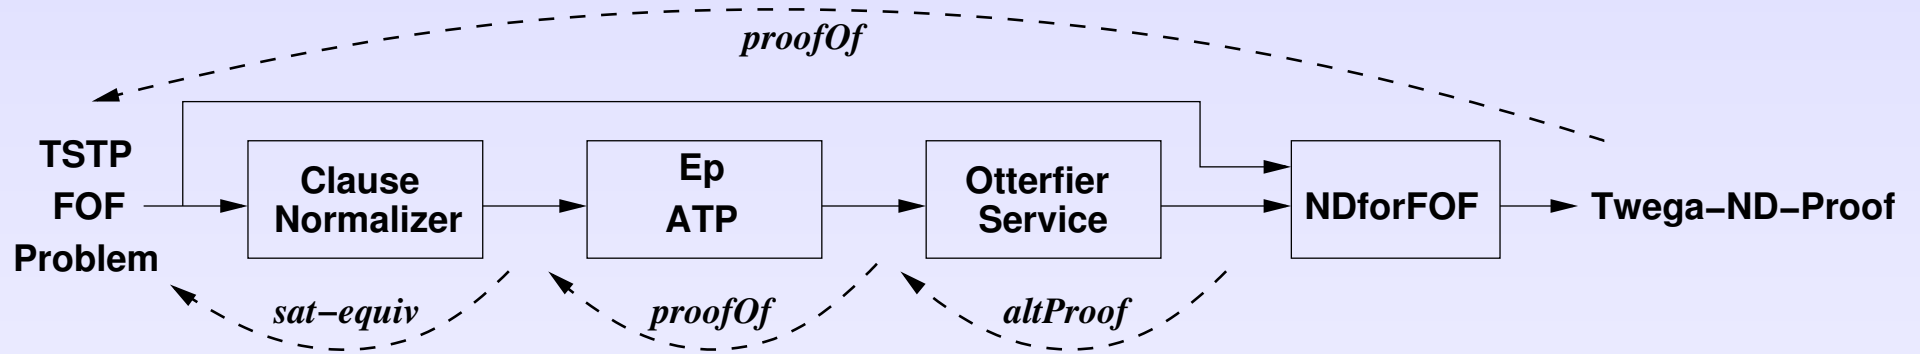 proofOf
TSTP
FOF
Problem
Clause
Normalizer
Ep
ATP
Otterfier
Service
NDforFOF
Twega–ND–Proof
sat–equiv
proofOf
altProof